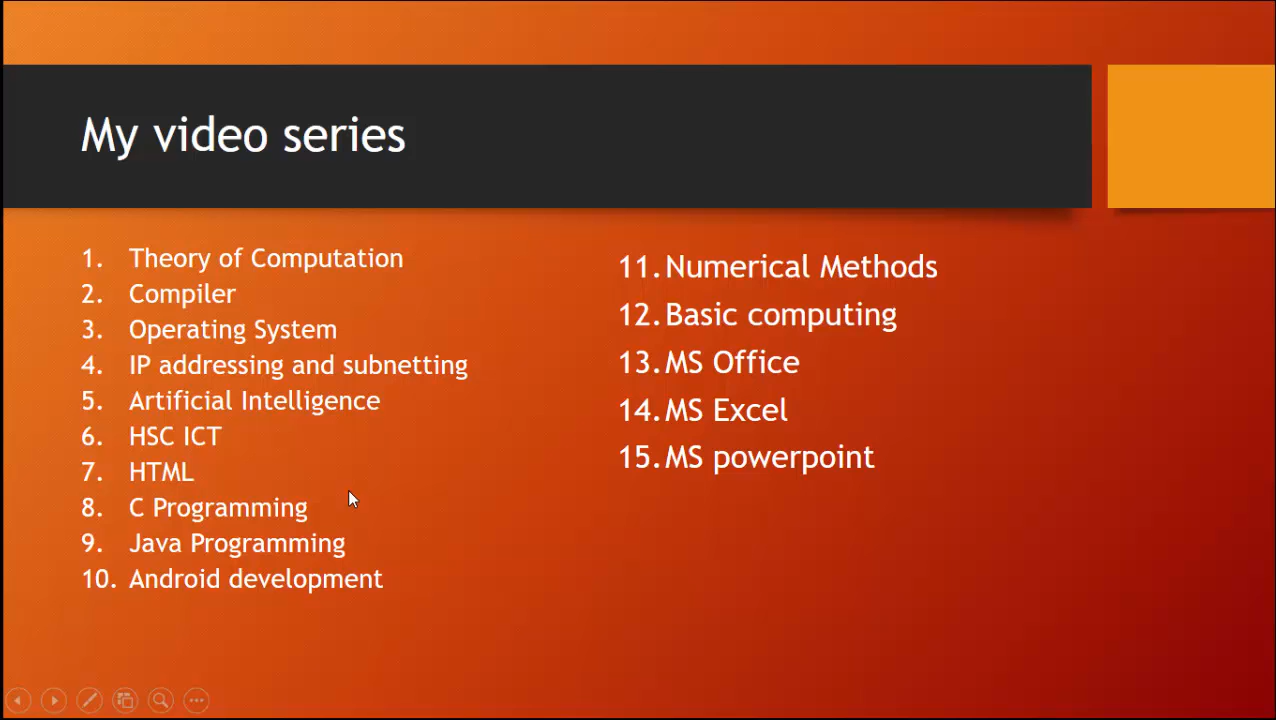 My video series
1. Theory of Computation
2. Compiler
3. Operating System
4. IP addressing and subnetting
5. Artificial Intelligence
6. HSC ICT
7. HTML
8. C Programming
9. Java Programming
10. Android development
11. Numerical Methods
12. Basic computing
13. MS Office
14. MS Excel
15. MS powerpoint